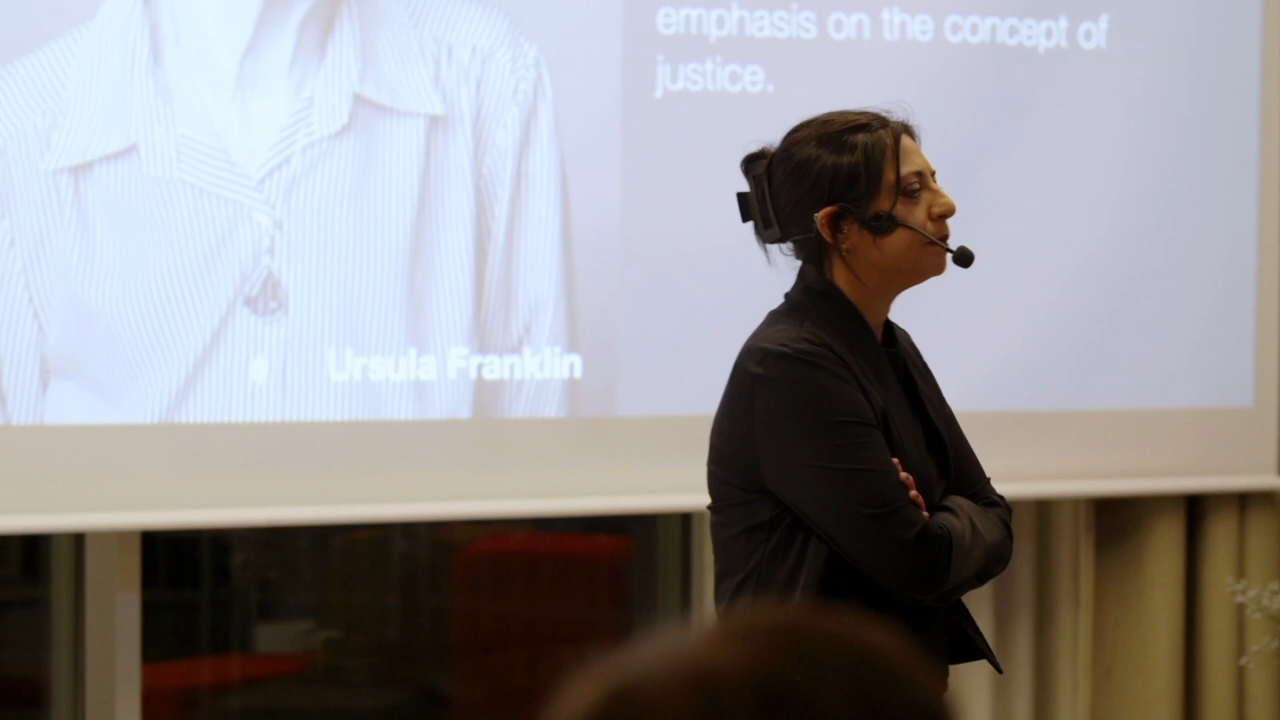 emphasis on the concept of
justice.
Ursula Franklin